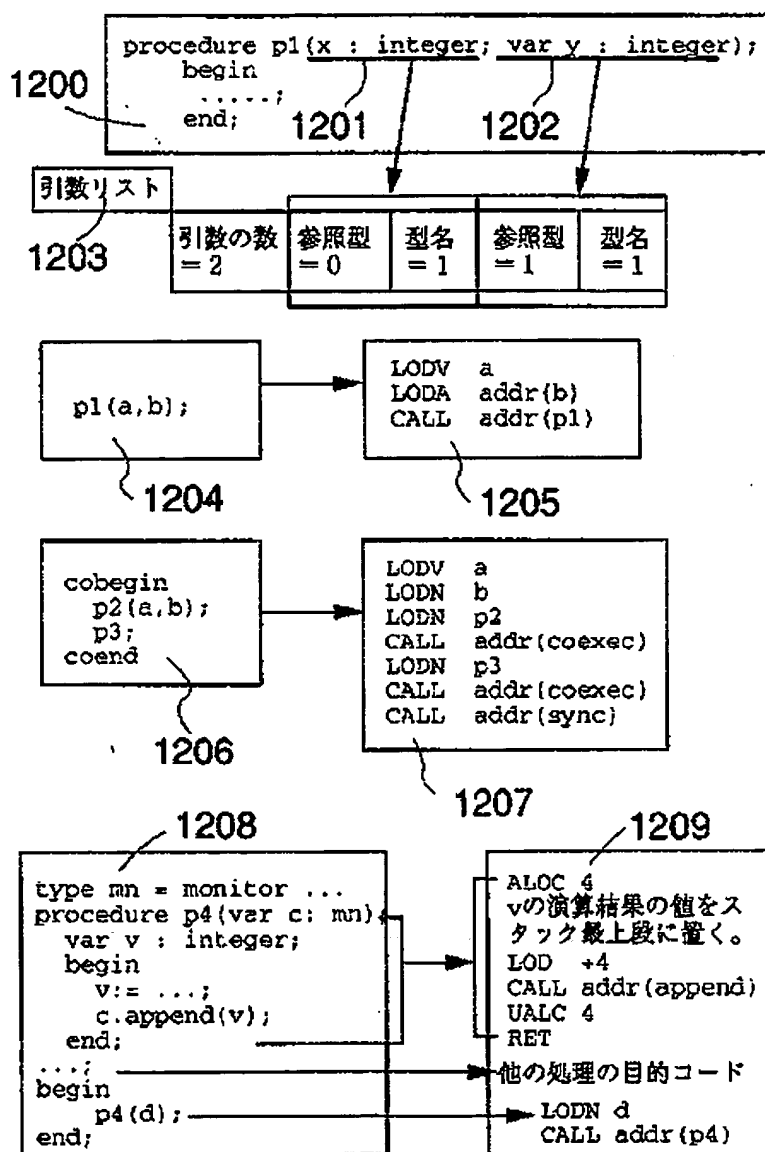 procedure p1(x : integer; var y : integer);
begin
.....;
end;
1200
1201
1202
引数リスト
1203
引数の数
= 2
参照型
= 0
型名
= 1
参照型
= 1
型名
= 1
p1(a,b);
1204
LODV a
LODA addr(b)
CALL addr(p1)
1205
cobegin
p2(a,b);
p3;
coend
1206
LODV a
LODN b
LODN p2
CALL addr(coexec)
LODN p3
CALL addr(coexec)
CALL addr(sync)
1207
1208
type mn = monitor ...
procedure p4(var c: mn);
var v : integer;
begin
v:= ...;
c.append(v);
end;
...;
begin
p4(d);
end;
1209
ALOC 4
vの演算結果の値をス
タック最上段に置く。
LOD +4
CALL addr(append)
UALC 4
RET
他の処理の目的コード
LODN d
CALL addr(p4)